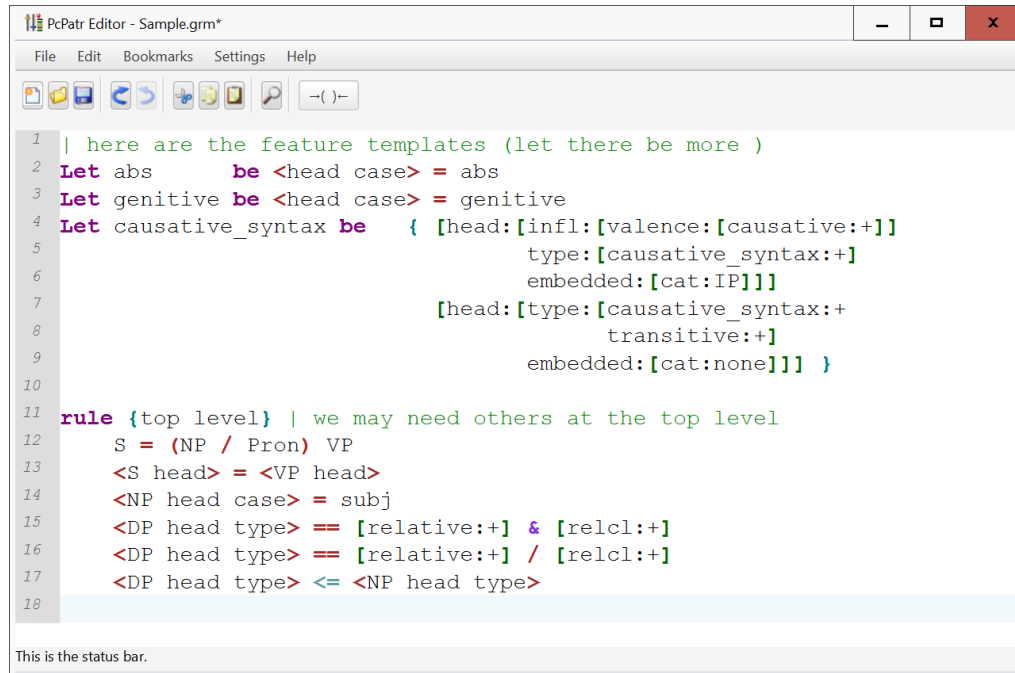 PcPatr Editor - Sample.grm*
File Edit Bookmarks Settings Help
→( )←
1 | here are the feature templates (let there be more )
2 Let abs      be <head case> = abs
3 Let genitive be <head case> = genitive
4 Let causative_syntax be   { [head:[infl:[valence:[causative:+]]
5                                    type:[causative_syntax:+]
6                                    embedded:[cat:IP]]]
7                             [head:[type:[causative_syntax:+
8                                          transitive:+]
9                                    embedded:[cat:none]]] }
10
11 rule {top level} | we may need others at the top level
12     S = (NP / Pron) VP
13     <S head> = <VP head>
14     <NP head case> = subj
15     <DP head type> == [relative:+] & [relcl:+]
16     <DP head type> == [relative:+] / [relcl:+]
17     <DP head type> <= <NP head type>
18
This is the status bar.